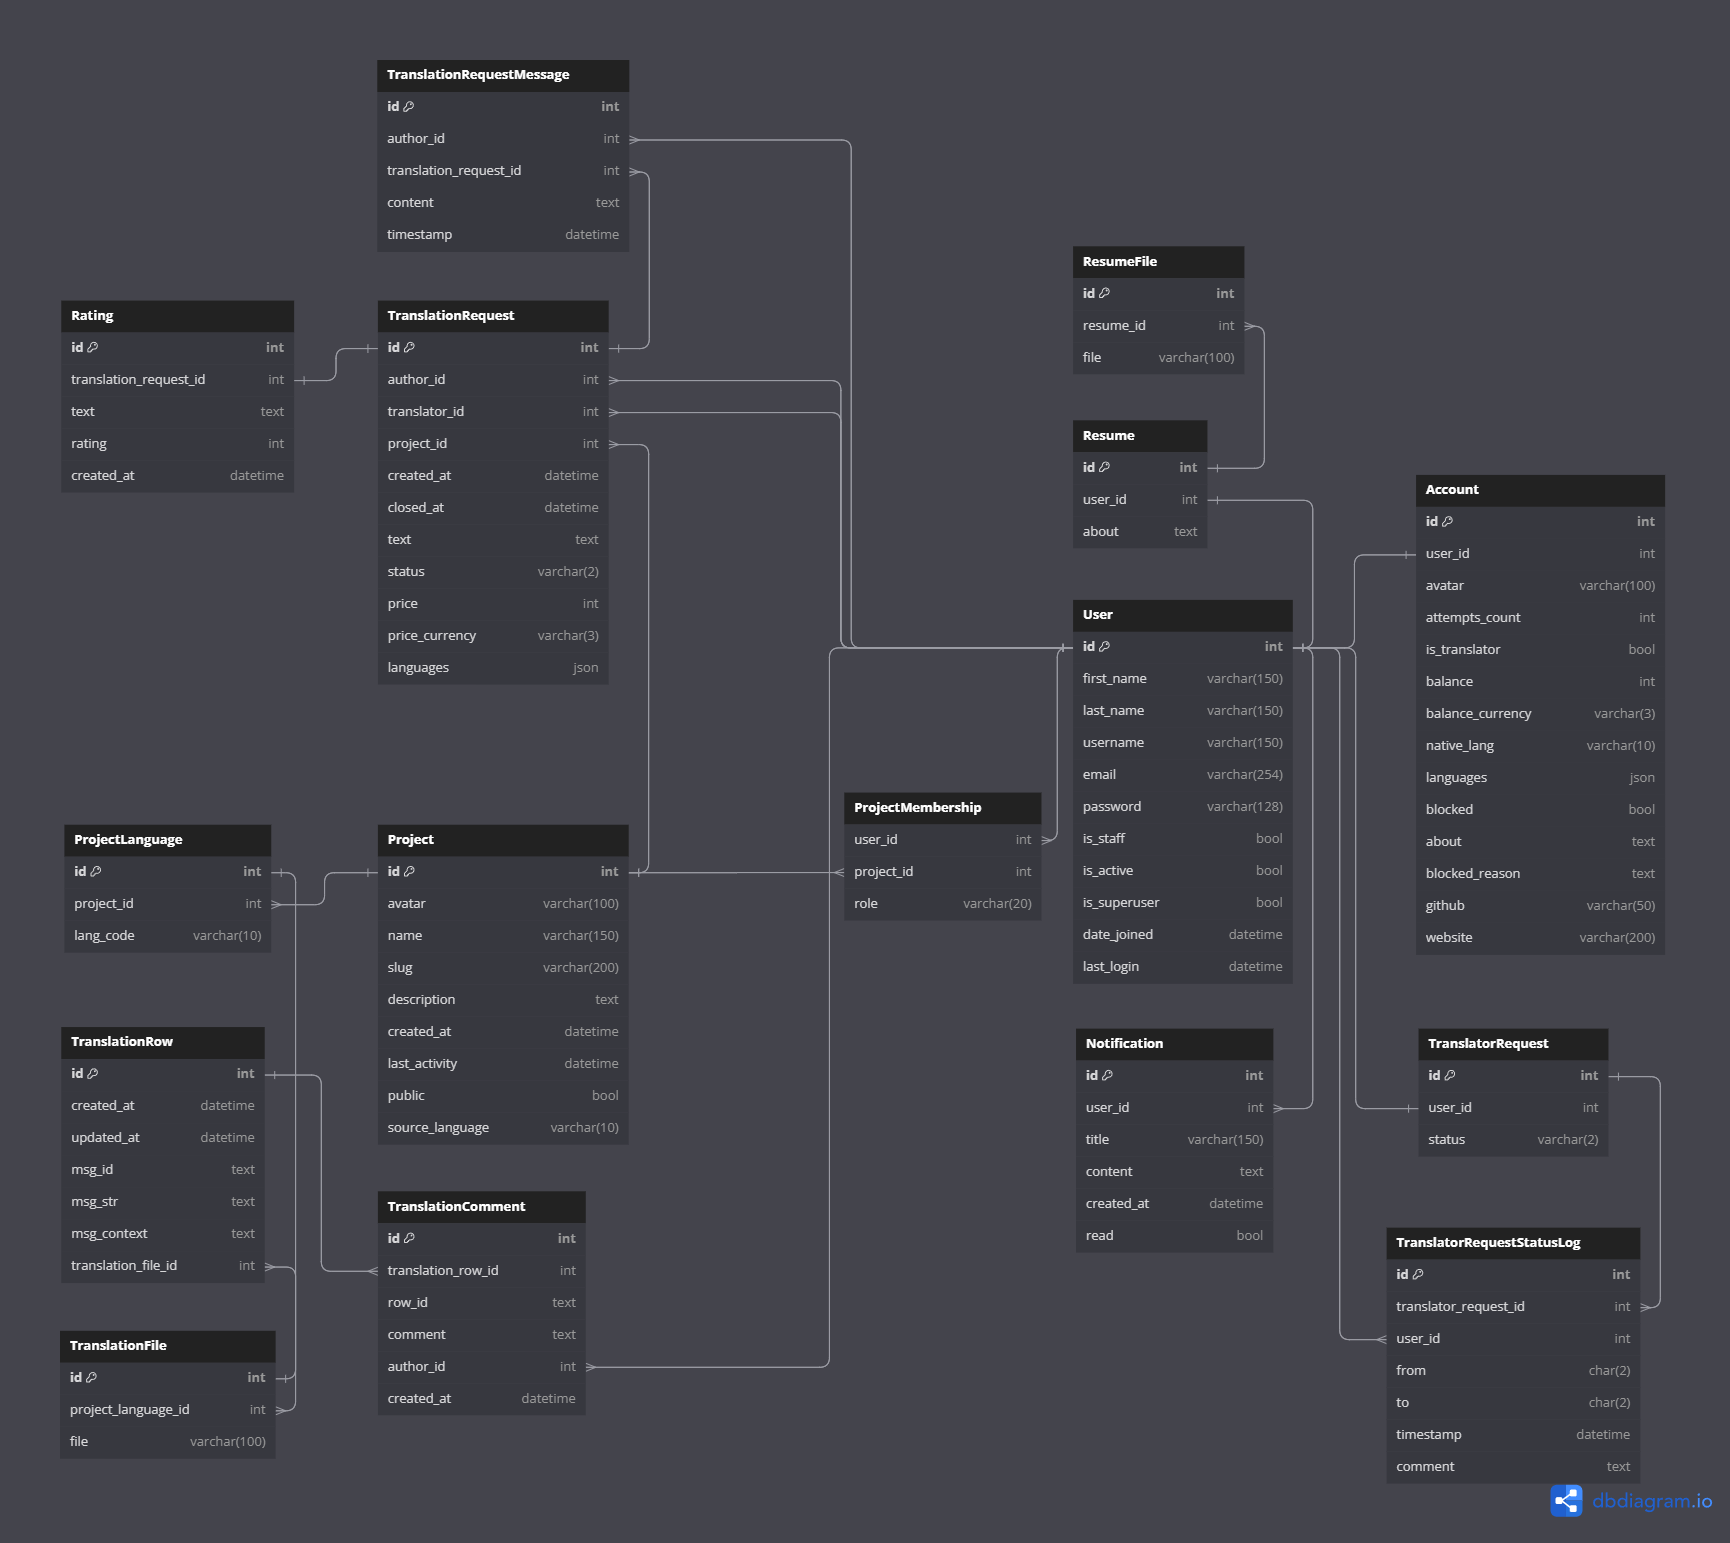 TranslationRequestMessage
id int
author_id int
translation_request_id int
content text
timestamp datetime
Rating
id int
translation_request_id int
text text
rating int
created_at datetime
TranslationRequest
id int
author_id int
translator_id int
project_id int
created_at datetime
closed_at datetime
text text
status varchar(2)
price int
price_currency varchar(3)
languages json
ResumeFile
id int
resume_id int
file varchar(100)
Resume
id int
user_id int
about text
Account
id int
user_id int
avatar varchar(100)
attempts_count int
is_translator bool
balance int
balance_currency varchar(3)
native_lang varchar(10)
languages json
blocked bool
about text
blocked_reason text
github varchar(50)
website varchar(200)
User
id int
first_name varchar(150)
last_name varchar(150)
username varchar(150)
email varchar(254)
password varchar(128)
is_staff bool
is_active bool
is_superuser bool
date_joined datetime
last_login datetime
ProjectMembership
user_id int
project_id int
role varchar(20)
ProjectLanguage
id int
project_id int
lang_code varchar(10)
Project
id int
avatar varchar(100)
name varchar(150)
slug varchar(200)
description text
created_at datetime
last_activity datetime
public bool
source_language varchar(10)
TranslationRow
id int
created_at datetime
updated_at datetime
msg_id text
msg_str text
msg_context text
translation_file_id int
TranslationComment
id int
translation_row_id int
row_id text
comment text
author_id int
created_at datetime
TranslationFile
id int
project_language_id int
file varchar(100)
Notification
id int
user_id int
title varchar(150)
content text
created_at datetime
read bool
TranslatorRequest
id int
user_id int
status varchar(2)
TranslatorRequestStatusLog
id int
translator_request_id int
user_id int
from char(2)
to char(2)
timestamp datetime
comment text
dbdiagram.io